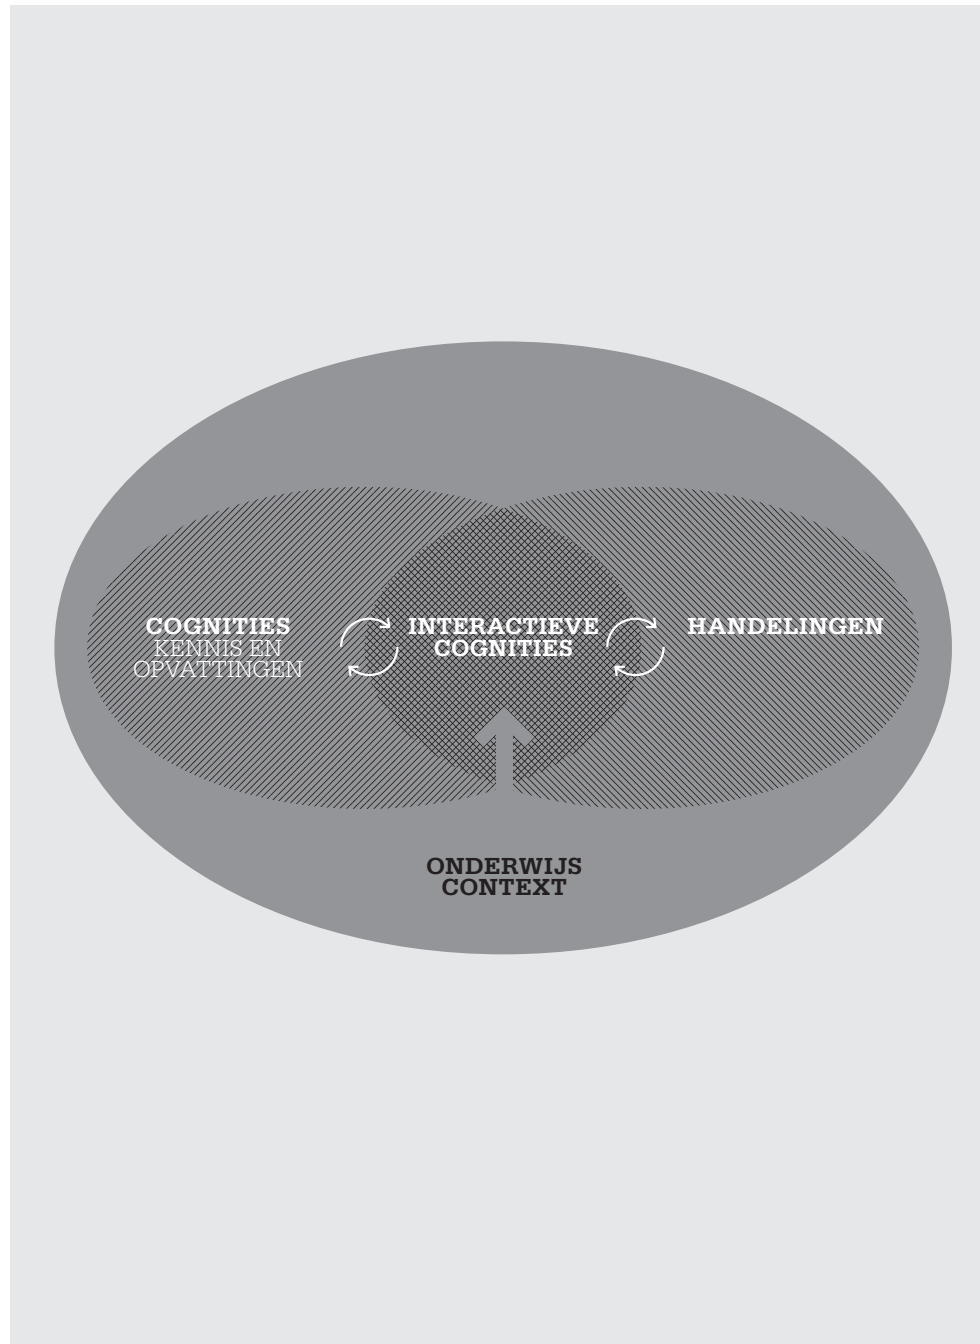 COGNITIES
KENNIS EN
OPVATTINGEN
INTERACTIEVE
COGNITIES
HANDELINGEN
ONDERWIJS
CONTEXT